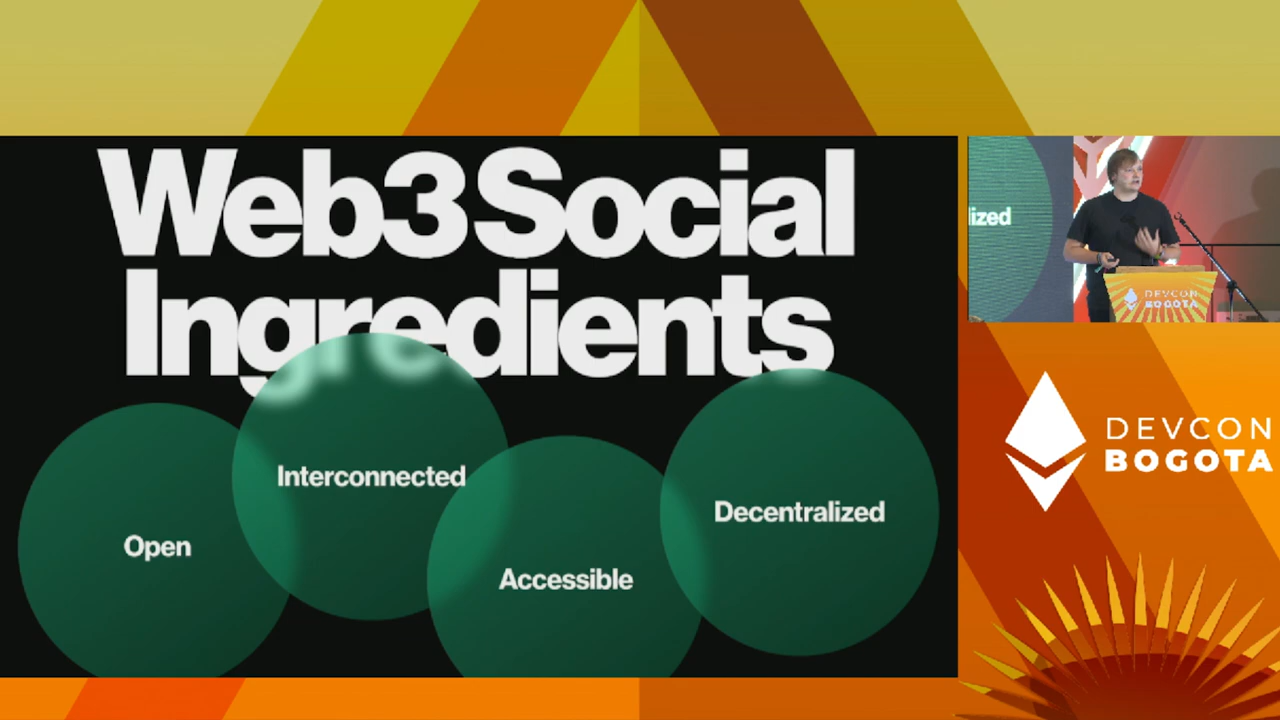 Web3 Social
Ingredients
Open
Interconnected
Accessible
Decentralized
ized
DEVCON
BOGOTA
DEVCON
BOGOTA